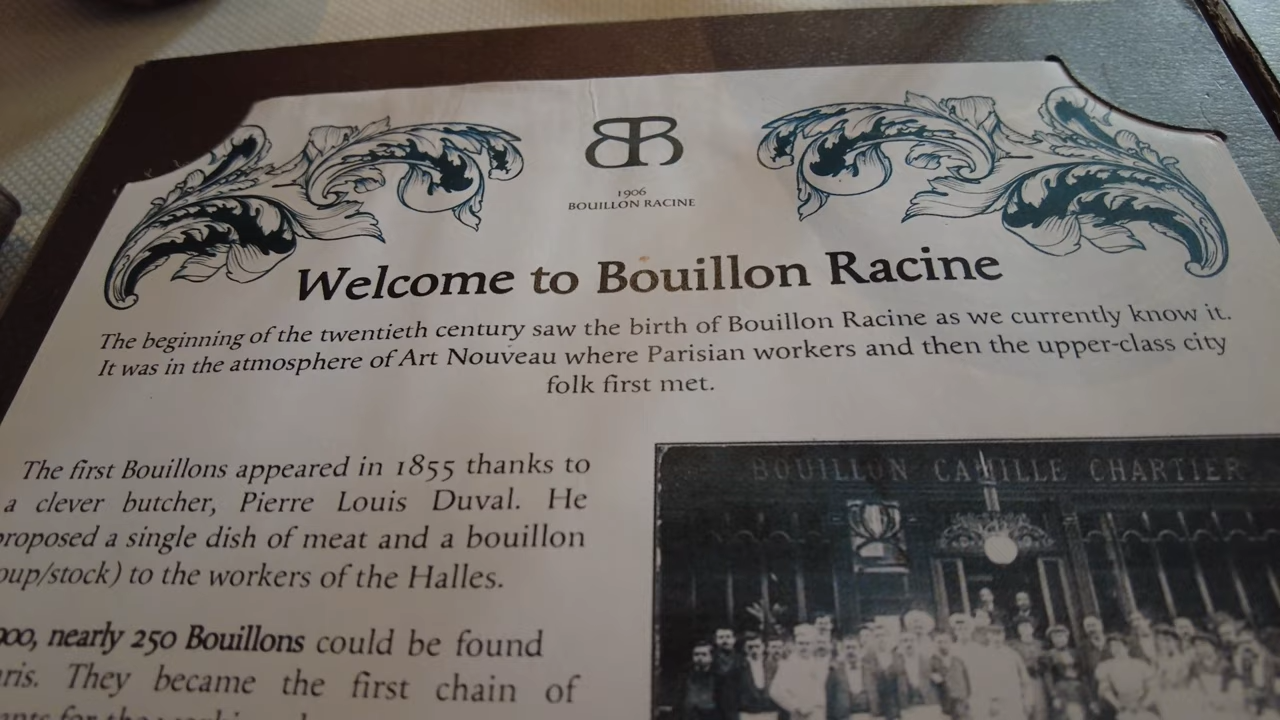 1906
BOUILLON RACINE
Welcome to Bouillon Racine
The beginning of the twentieth century saw the birth of Bouillon Racine as we currently know it.
It was in the atmosphere of Art Nouveau where Parisian workers and then the upper-class city
folk first met.
The first Bouillons appeared in 1855 thanks to
a clever butcher, Pierre Louis Duval. He
proposed a single dish of meat and a bouillon
oup/stock) to the workers of the Halles.
00, nearly 250 Bouillons could be found
ris. They became the first chain of
BOUILLON CAMILLE CHARTIER